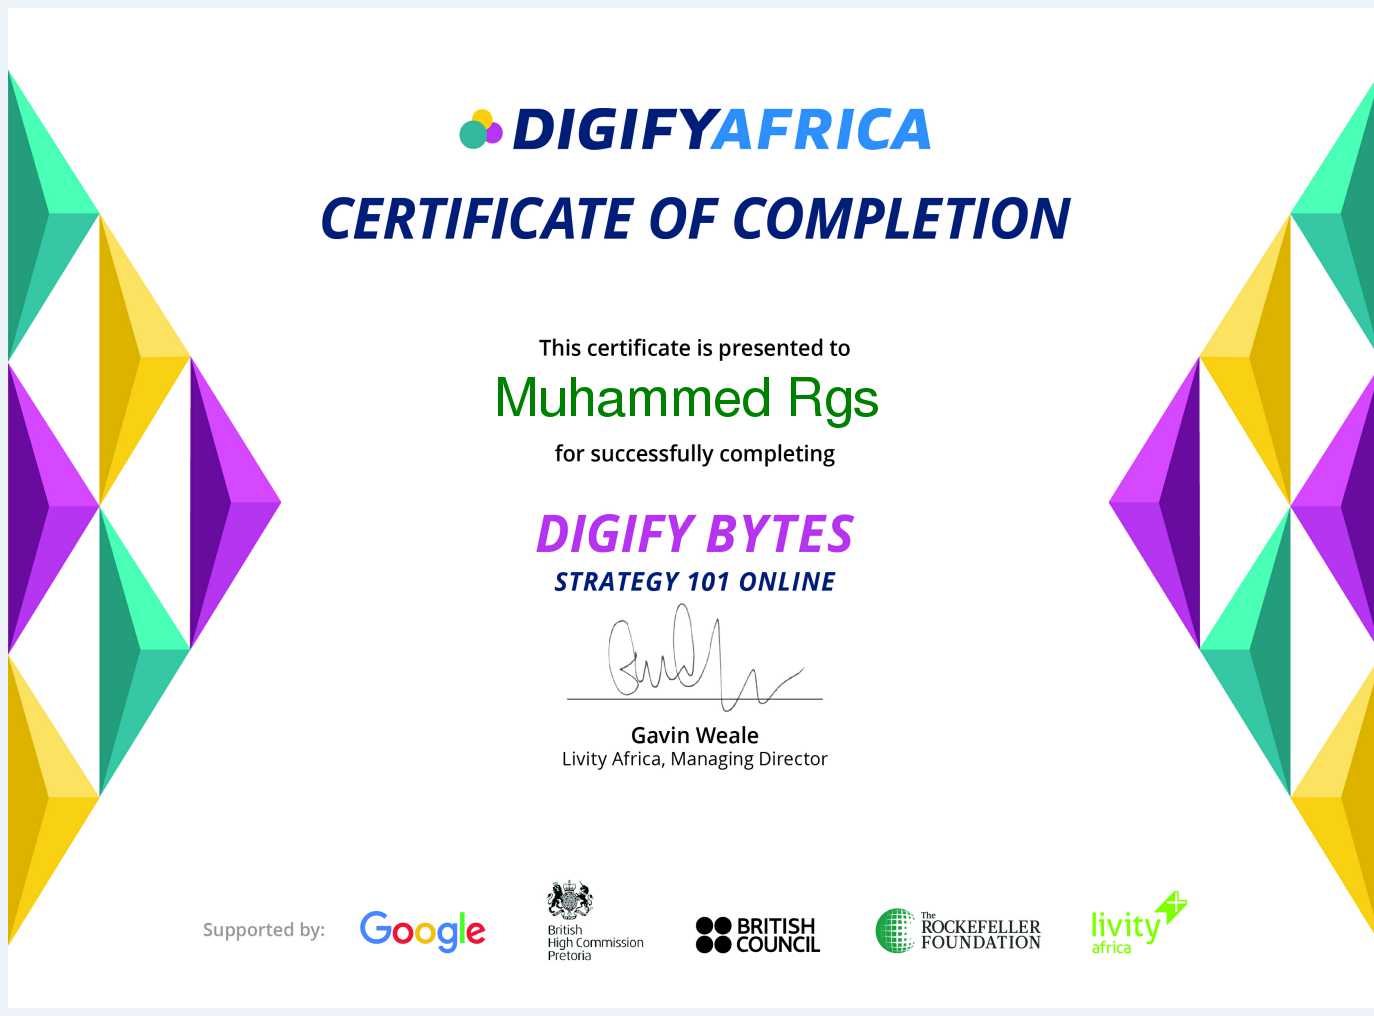 DIGIFYAFRICA
CERTIFICATE OF COMPLETION
This certificate is presented to
Muhammed Rgs
for successfully completing
DIGIFY BYTES
STRATEGY 101 ONLINE
Gavin Weale
Livity Africa, Managing Director
Supported by:
Google
British
High Commission
Pretoria
BRITISH
COUNCIL
The
ROCKEFELLER
FOUNDATION
livity
africa